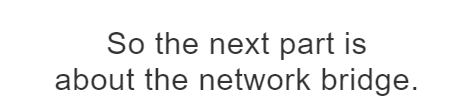 So the next part is
about the network bridge.